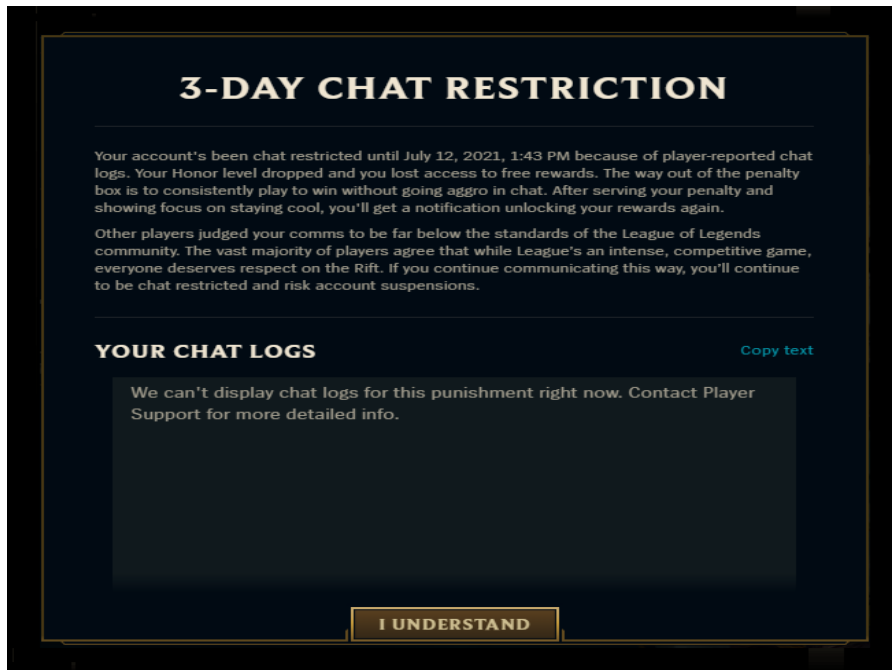 3-DAY CHAT RESTRICTION
Your account's been chat restricted until July 12, 2021, 1:43 PM because of player-reported chat
logs. Your Honor level dropped and you lost access to free rewards. The way out of the penalty
box is to consistently play to win without going aggro in chat. After serving your penalty and
showing focus on staying cool, you'll get a notification unlocking your rewards again.
Other players judged your comms to be far below the standards of the League of Legends
community. The vast majority of players agree that while League's an intense, competitive game,
everyone deserves respect on the Rift. If you continue communicating this way, you'll continue
to be chat restricted and risk account suspensions.
YOUR CHAT LOGS
Copy text
We can't display chat logs for this punishment right now. Contact Player
Support for more detailed info.
I UNDERSTAND